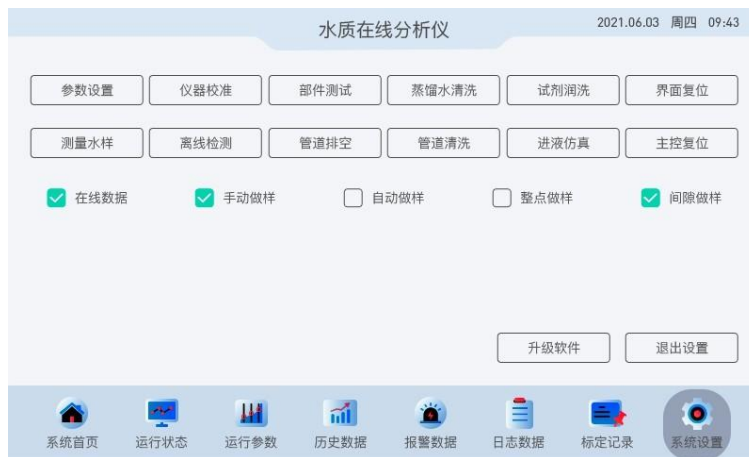 水质在线分析仪 2021.06.03 周四 09:43
参数设置 仪器校准 部件测试 蒸馏水清洗 试剂润洗 界面复位
测量水样 离线检测 管道排空 管道清洗 进液仿真 主控复位
在线数据 手动做样 自动做样 整点做样 间隙做样
升级软件 退出设置
系统首页 运行状态 运行参数 历史数据 报警数据 日志数据 标定记录 系统设置